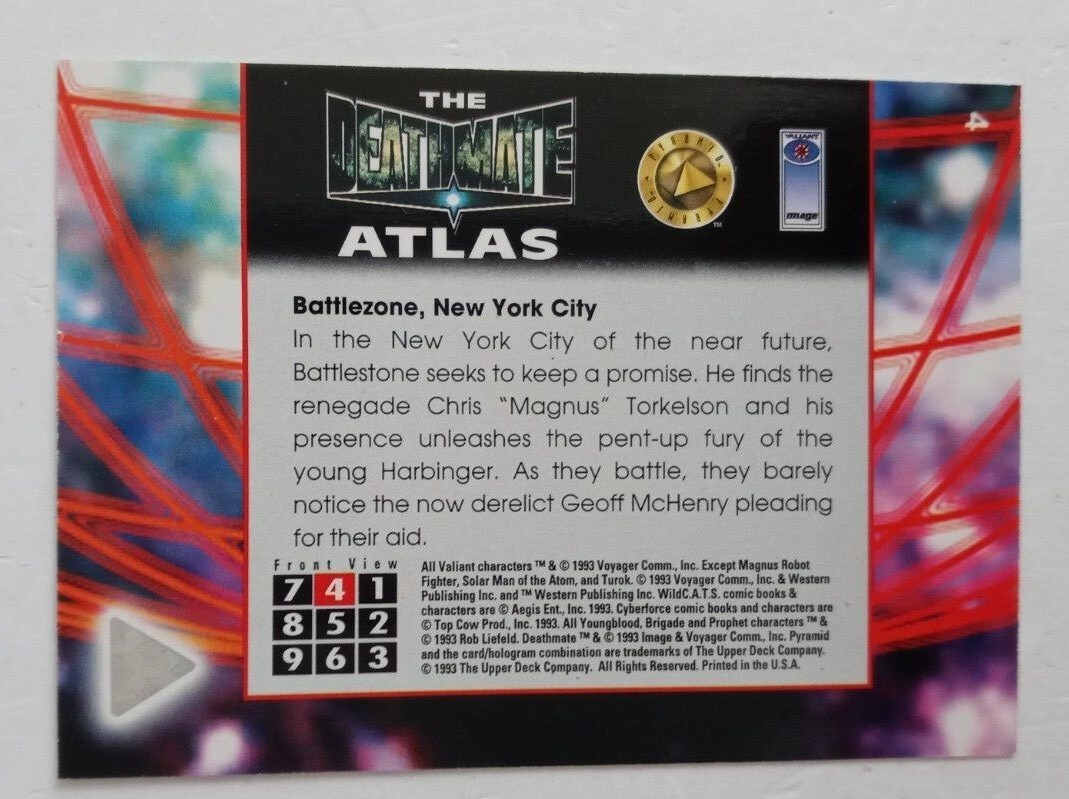 THE
DEATHMATE
ATLAS
PYRAMID
PYRAMID
TM
VALIANT
image
4
Battlezone, New York City
In the New York City of the near future,
Battlestone seeks to keep a promise. He finds the
renegade Chris “Magnus” Torkelson and his
presence unleashes the pent-up fury of the
young Harbinger. As they battle, they barely
notice the now derelict Geoff McHenry pleading
for their aid.
Front View
7 4 1
8 5 2
9 6 3
All Valiant characters ™ & © 1993 Voyager Comm., Inc. Except Magnus Robot
Fighter, Solar Man of the Atom, and Turok. © 1993 Voyager Comm., Inc. & Western
Publishing Inc. and ™ Western Publishing Inc. WildC.A.T.S. comic books &
characters are © Aegis Ent., Inc. 1993. Cyberforce comic books and characters are
© Top Cow Prod., Inc. 1993. All Youngblood, Brigade and Prophet characters ™ &
© 1993 Rob Liefeld. Deathmate ™ & © 1993 Image & Voyager Comm., Inc. Pyramid
and the card/hologram combination are trademarks of The Upper Deck Company.
© 1993 The Upper Deck Company. All Rights Reserved. Printed in the U.S.A.